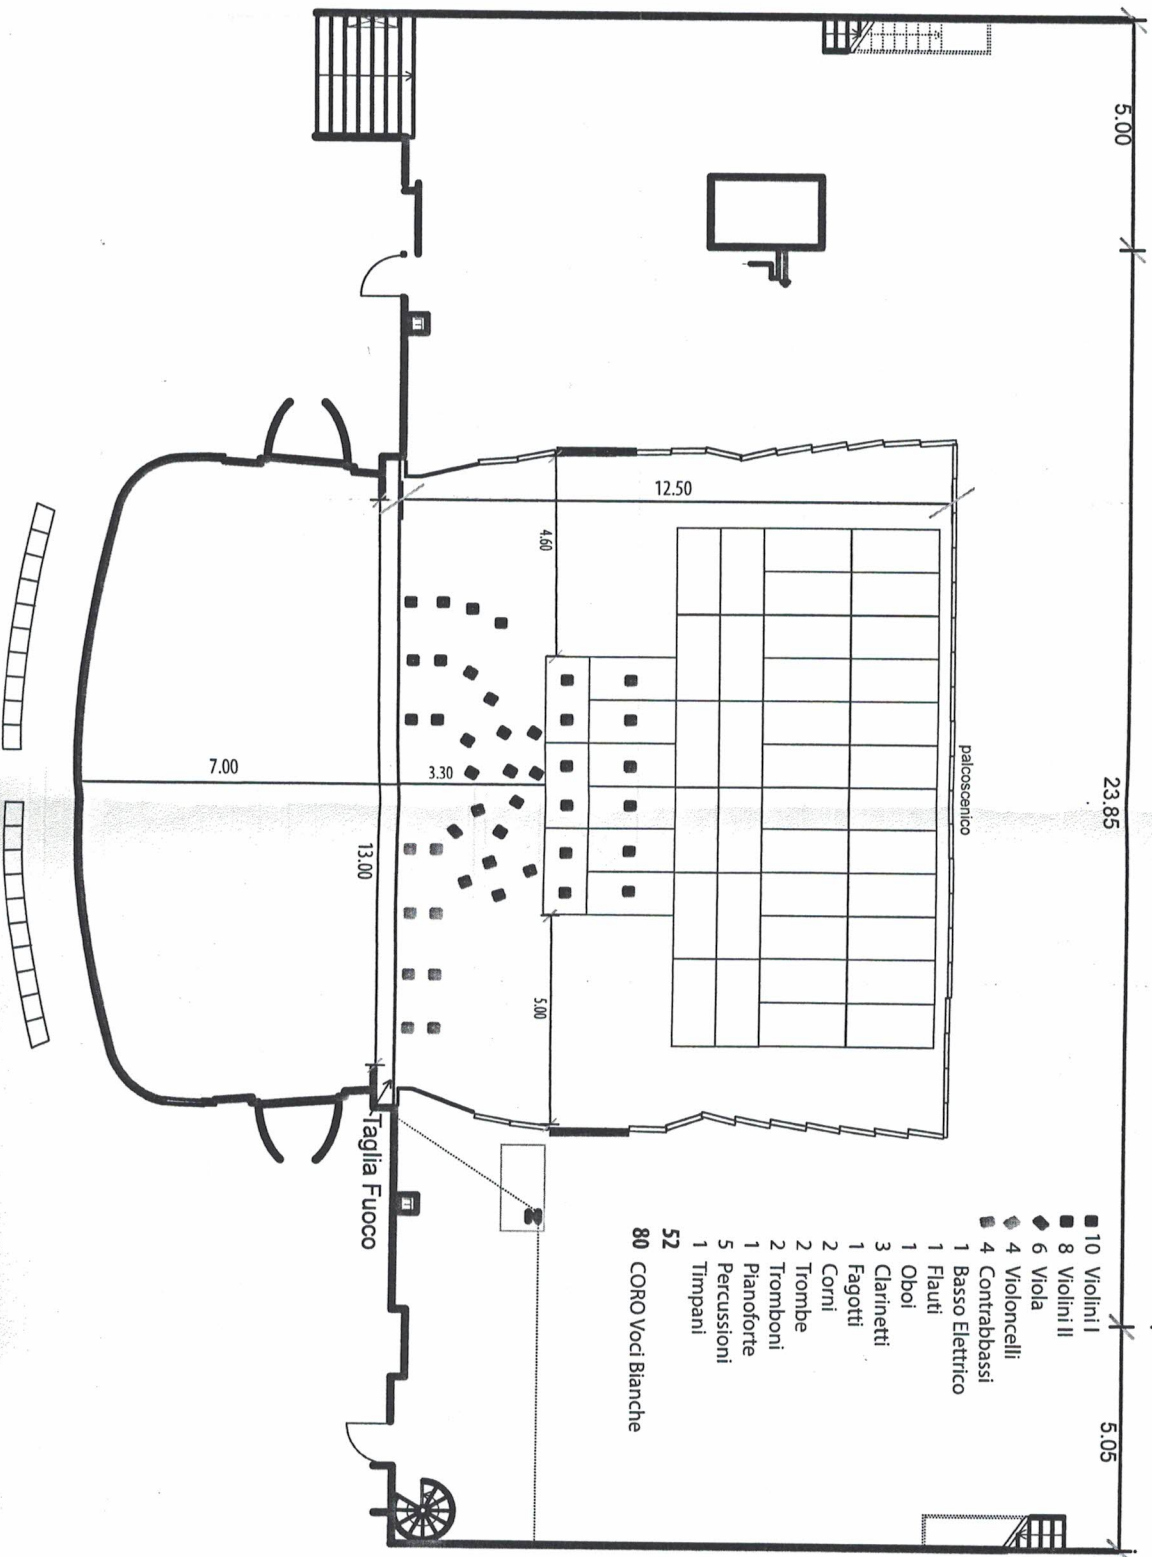 5.00
23.85
5.05
palcoscenico
12.50
4.60
3.30
7.00
13.00
5.00
Taglia Fuoco
10 Violini I
8 Violini II
6 Viola
4 Violoncelli
4 Contrabbassi
1 Basso Elettrico
1 Flauti
1 Oboi
3 Clarinetti
1 Fagotti
2 Corni
2 Trombe
2 Tromboni
1 Pianoforte
5 Percussioni
1 Timpani
52
80 CORO Voci Bianche